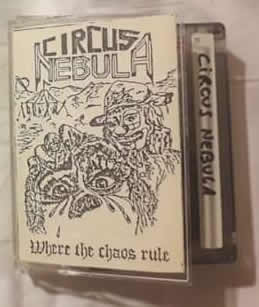 CIRCUS
NEBULA
Where the chaos rule
CIRCUS NEBULA